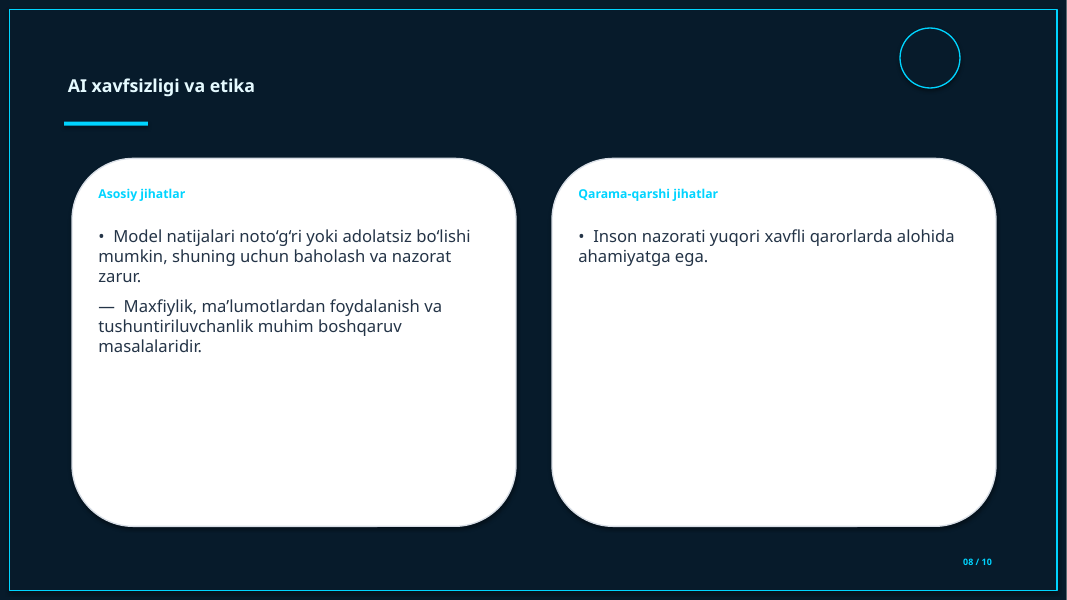 AI xavfsizligi va etika
Asosiy jihatlar
• Model natijalari noto‘g‘ri yoki adolatsiz bo‘lishi
mumkin, shuning uchun baholash va nazorat
zarur.
— Maxfiylik, ma’lumotlardan foydalanish va
tushuntiriluvchanlik muhim boshqaruv
masalalaridir.
Qarama-qarshi jihatlar
• Inson nazorati yuqori xavfli qarorlarda alohida
ahamiyatga ega.
08 / 10